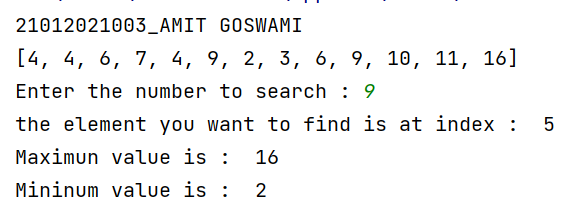 21012021003_AMIT GOSWAMI
[4, 4, 6, 7, 4, 9, 2, 3, 6, 9, 10, 11, 16]
Enter the number to search : 9
the element you want to find is at index :  5
Maximun value is :  16
Mininum value is :  2